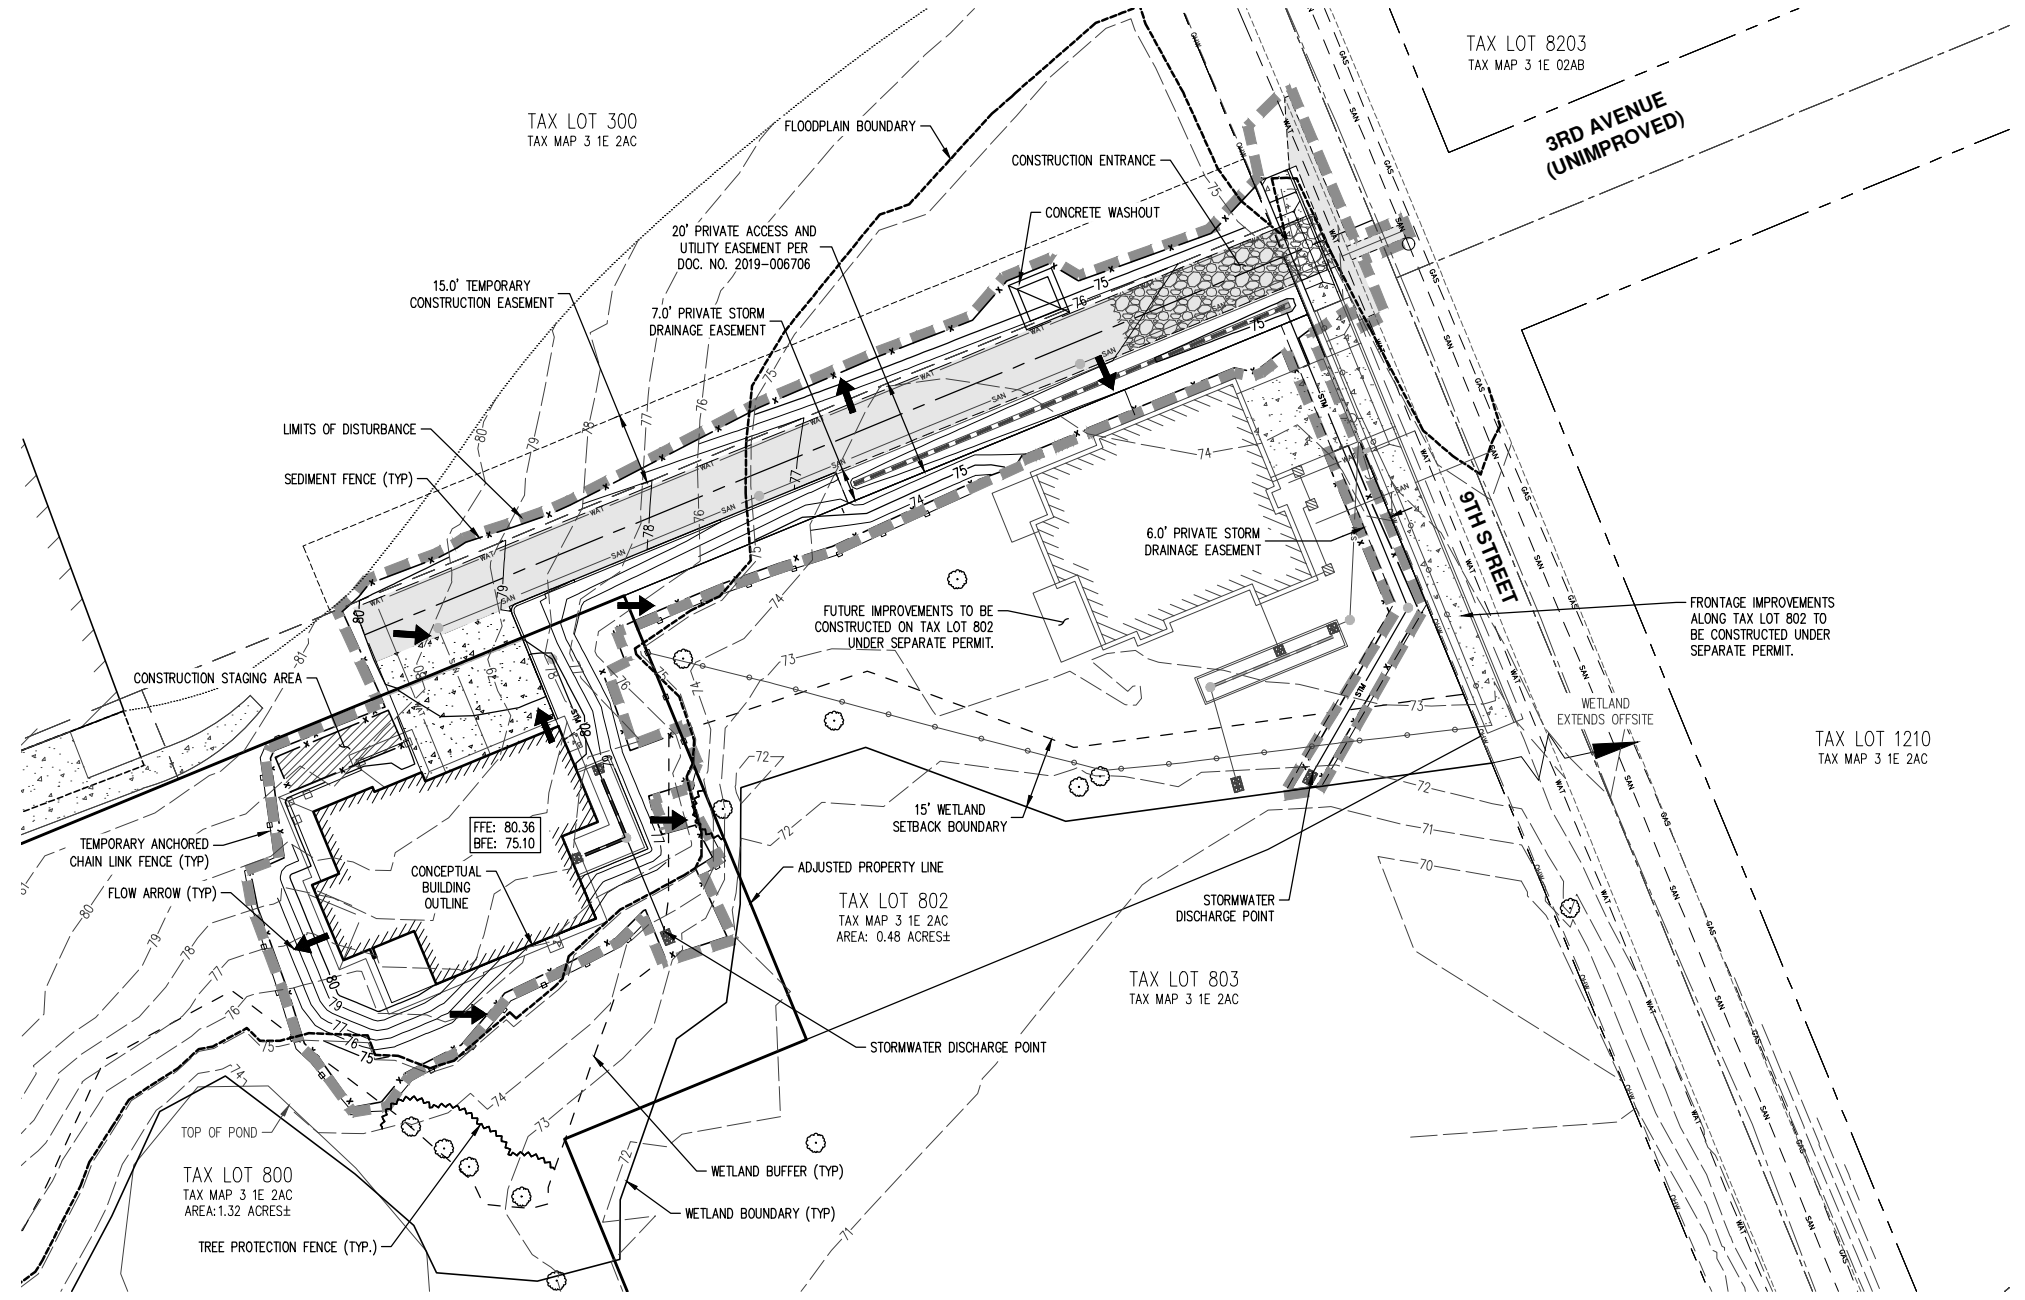 TAX LOT 8203
TAX MAP 3 1E 02AB
3RD AVENUE
(UNIMPROVED)
TAX LOT 300
TAX MAP 3 1E 2AC
FLOODPLAIN BOUNDARY
CONSTRUCTION ENTRANCE
CONCRETE WASHOUT
20' PRIVATE ACCESS AND
UTILITY EASEMENT PER
DOC. NO. 2019-006706
15.0' TEMPORARY
CONSTRUCTION EASEMENT
7.0' PRIVATE STORM
DRAINAGE EASEMENT
LIMITS OF DISTURBANCE
SEDIMENT FENCE (TYP)
9TH STREET
6.0' PRIVATE STORM
DRAINAGE EASEMENT
FUTURE IMPROVEMENTS TO BE
CONSTRUCTED ON TAX LOT 802
UNDER SEPARATE PERMIT.
FRONTAGE IMPROVEMENTS
ALONG TAX LOT 802 TO
BE CONSTRUCTED UNDER
SEPARATE PERMIT.
CONSTRUCTION STAGING AREA
WETLAND
EXTENDS OFFSITE
TAX LOT 1210
TAX MAP 3 1E 2AC
15' WETLAND
SETBACK BOUNDARY
FFE: 80.36
BFE: 75.10
TEMPORARY ANCHORED
CHAIN LINK FENCE (TYP)
CONCEPTUAL
BUILDING
OUTLINE
FLOW ARROW (TYP)
ADJUSTED PROPERTY LINE
TAX LOT 802
TAX MAP 3 1E 2AC
AREA: 0.48 ACRES±
STORMWATER
DISCHARGE POINT
TAX LOT 803
TAX MAP 3 1E 2AC
STORMWATER DISCHARGE POINT
TOP OF POND
TAX LOT 800
TAX MAP 3 1E 2AC
AREA: 1.32 ACRES±
WETLAND BUFFER (TYP)
WETLAND BOUNDARY (TYP)
TREE PROTECTION FENCE (TYP.)